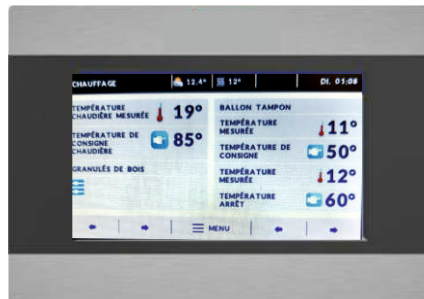 CHAUFFAGE 12.4° 12° DI. 01:08
TEMPÉRATURE
CHAUDIÈRE MESURÉE 19°
TEMPÉRATURE DE
CONSIGNE
CHAUDIÈRE 85°
GRANULÉS DE BOIS
BALLON TAMPON
TEMPÉRATURE
MESURÉE 11°
TEMPÉRATURE DE
CONSIGNE 50°
TEMPÉRATURE
MESURÉE 12°
TEMPÉRATURE
ARRÊT 60°
MENU